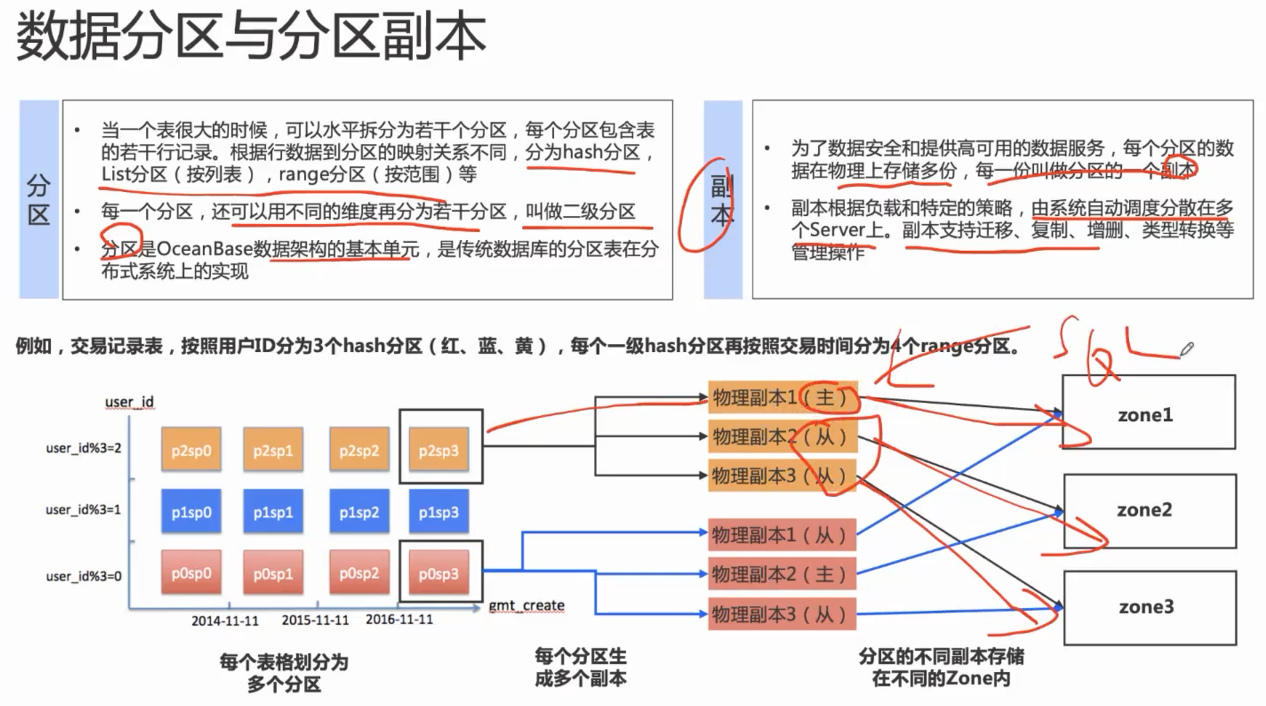 数据分区与分区副本
分区
• 当一个表很大的时候，可以水平拆分为若干个分区，每个分区包含表
的若干行记录。根据行数据到分区的映射关系不同，分为hash分区，
List分区（按列表），range分区（按范围）等
• 每一个分区，还可以用不同的维度再分为若干分区，叫做二级分区
• 分区是OceanBase数据架构的基本单元，是传统数据库的分区表在分
布式系统上的实现
副本
• 为了数据安全和提供高可用的数据服务，每个分区的数
据在物理上存储多份，每一份叫做分区的一个副本
• 副本根据负载和特定的策略，由系统自动调度分散在多
个Server上。副本支持迁移、复制、增删、类型转换等
管理操作
例如，交易记录表，按照用户ID分为3个hash分区（红、蓝、黄），每个一级hash分区再按照交易时间分为4个range分区。
SQL
user_id
user_id%3=2
p2sp0 p2sp1 p2sp2 p2sp3
user_id%3=1
p1sp0 p1sp1 p1sp2 p1sp3
user_id%3=0
p0sp0 p0sp1 p0sp2 p0sp3
gmt_create
2014-11-11 2015-11-11 2016-11-11
物理副本1（主）
物理副本2（从）
物理副本3（从）
物理副本1（从）
物理副本2（主）
物理副本3（从）
zone1
zone2
zone3
每个表格划分为
多个分区
每个分区生
成多个副本
分区的不同副本存储
在不同的Zone内